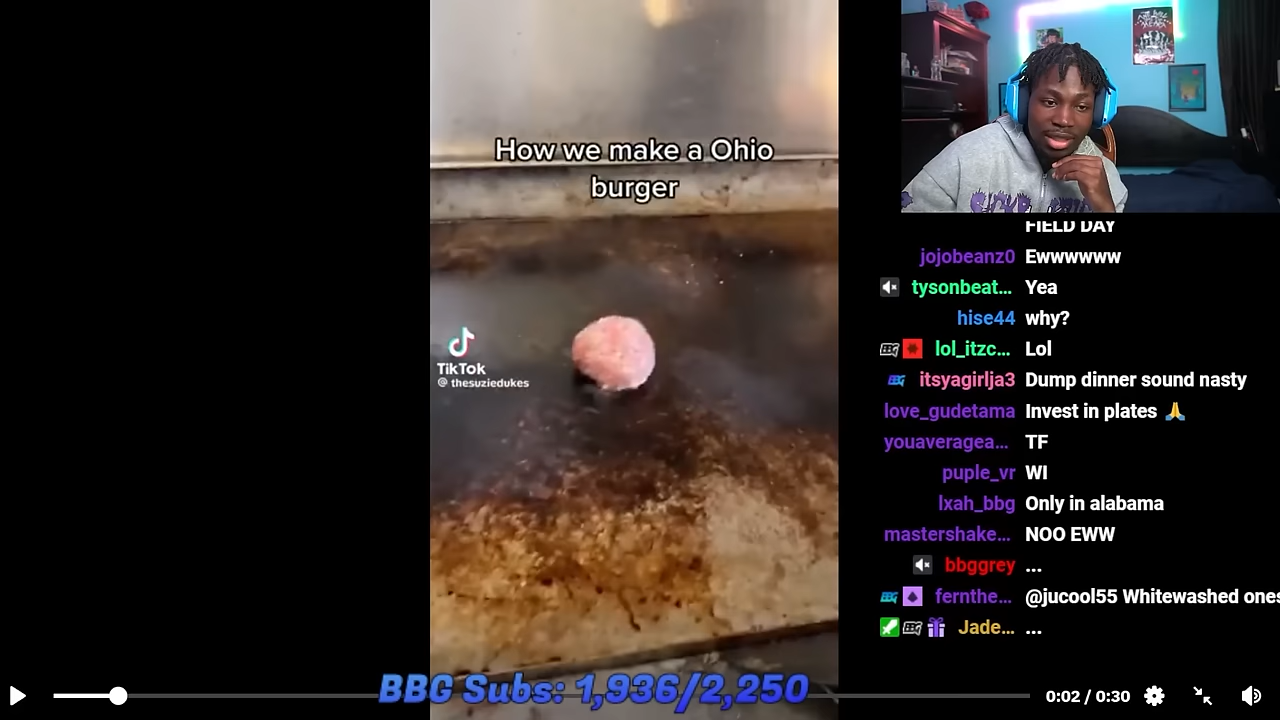 How we make a Ohio
burger
TikTok
@ thesuziedukes
FIELD DAY
jojobeanz0 Ewwwwww
tysonbeat... Yea
hise44 why?
lol_itzc... Lol
itsyagirlja3 Dump dinner sound nasty
love_gudetama Invest in plates 🙏
youaveragea... TF
puple_vr WI
lxah_bbg Only in alabama
mastershake... NOO EWW
bbggrey ...
fernthe... @jucool55 Whitewashed ones
Jade... ...
BBG Subs: 1,936/2,250
0:02 / 0:30